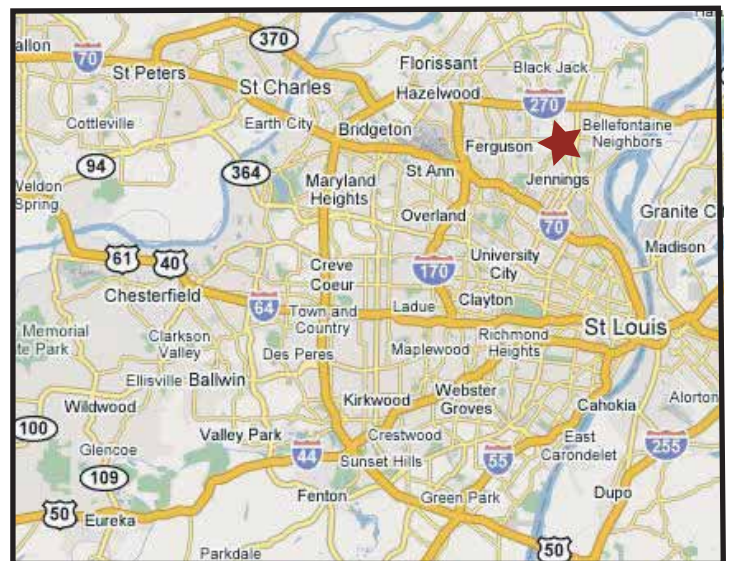 370
allon
70
St Peters
St Charles
Florissant
Black Jack
Hazelwood
270
Cottleville
Earth City
Bridgeton
Ferguson
Bellefontaine
Neighbors
94
364
St Ann
Jennings
Maryland
Heights
Weldon
Spring
Overland
70
Granite C
Madison
61
40
University
City
Creve
Coeur
170
Chesterfield
64
Town and
Country
Ladue
Clayton
St Louis
Memorial
te Park
Clarkson
Valley
Des Peres
Maplewood
Richmond
Heights
Ellisville
Ballwin
Wildwood
Kirkwood
Webster
Groves
Cahokia
Alorton
100
Valley Park
Crestwood
East
Carondelet
255
Glencoe
44
Sunset Hills
55
109
Fenton
Green Park
Dupo
50
Eureka
Parkdale
50